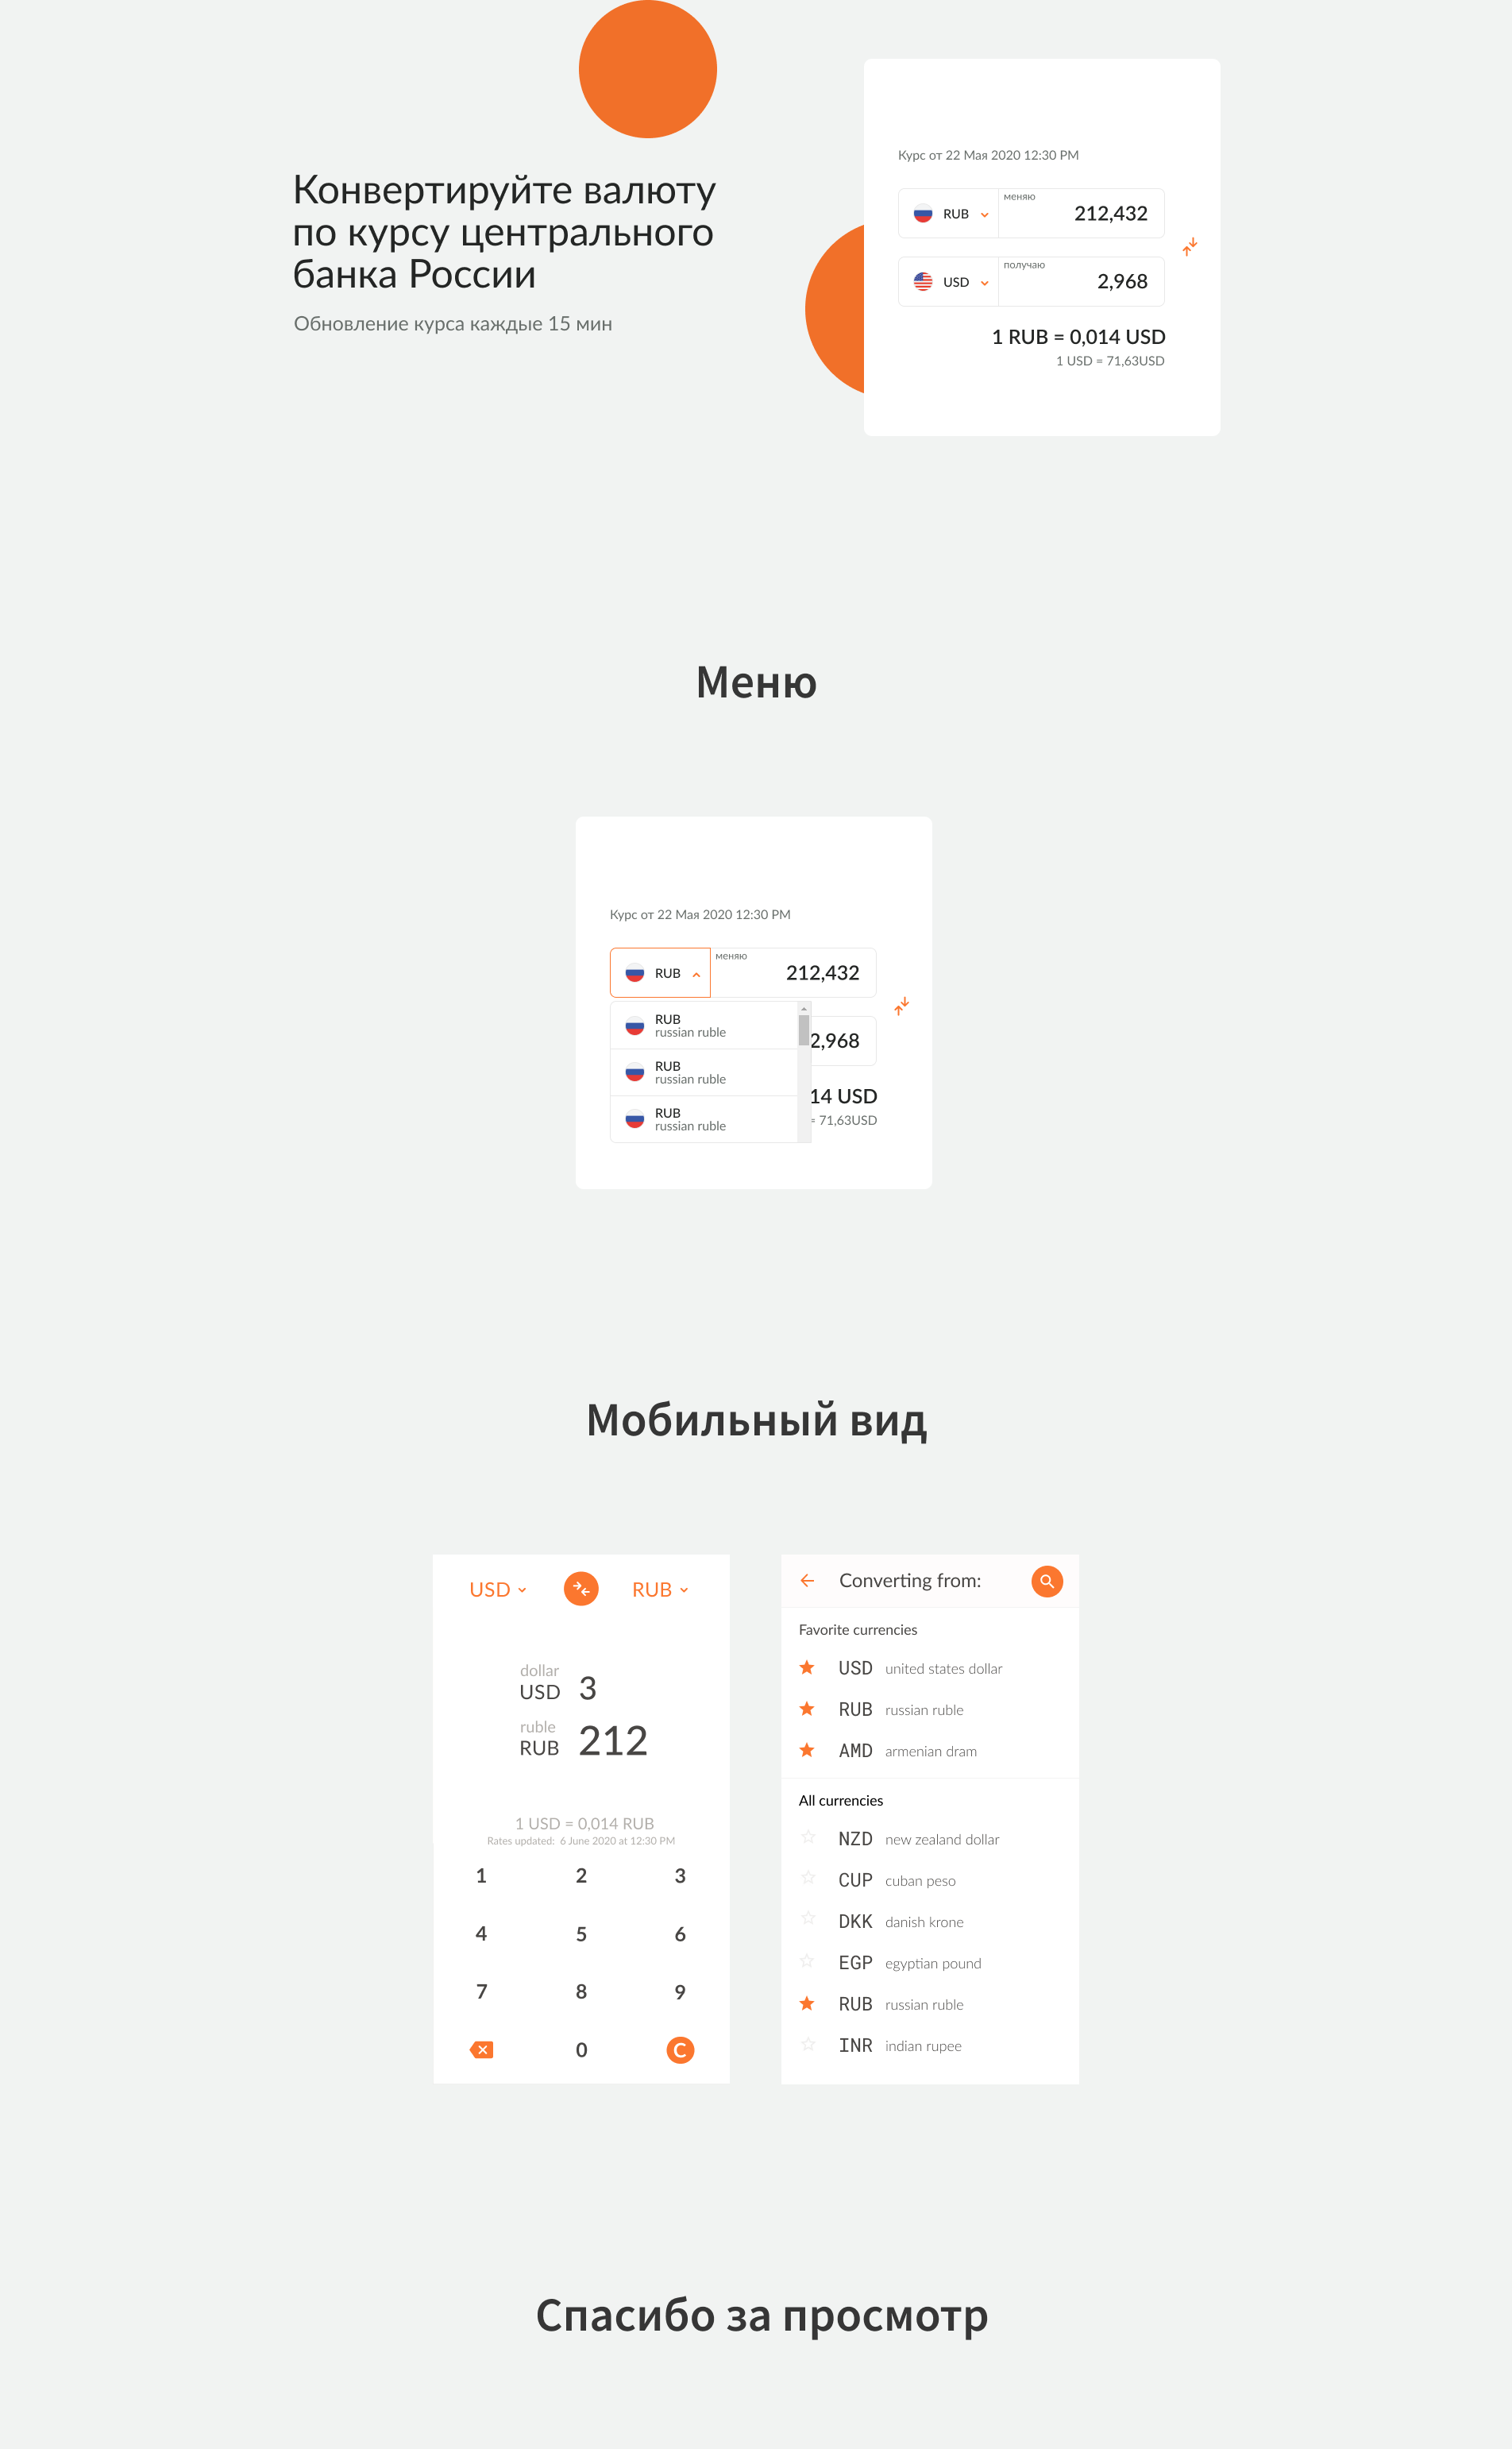 Конвертируйте валюту
по курсу центрального
банка России
Обновление курса каждые 15 мин
Курс от 22 Мая 2020 12:30 PM
RUB
меняю
212,432
USD
получаю
2,968
1 RUB = 0,014 USD
1 USD = 71,63USD
Меню
Курс от 22 Мая 2020 12:30 PM
RUB
меняю
212,432
RUB
russian ruble
2,968
RUB
russian ruble
14 USD
RUB
russian ruble
= 71,63USD
Мобильный вид
USD
RUB
dollar
USD 3
ruble
RUB 212
1 USD = 0,014 RUB
Rates updated: 6 June 2020 at 12:30 PM
1 2 3
4 5 6
7 8 9
0 C
Converting from:
Favorite currencies
USD united states dollar
RUB russian ruble
AMD armenian dram
All currencies
NZD new zealand dollar
CUP cuban peso
DKK danish krone
EGP egyptian pound
RUB russian ruble
INR indian rupee
Спасибо за просмотр